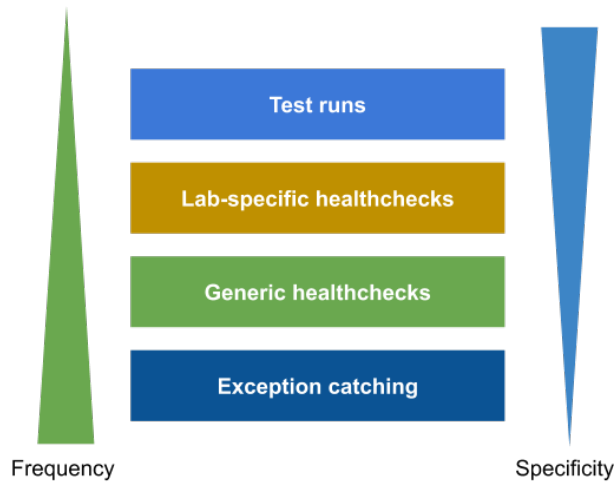 Test runs
Lab-specific healthchecks
Generic healthchecks
Exception catching
Frequency
Specificity